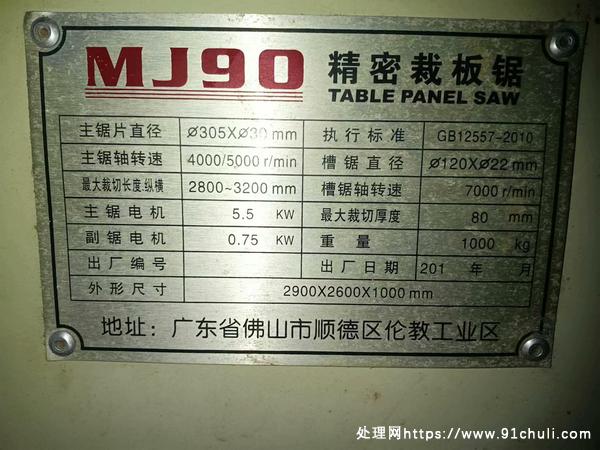 MJ90 精密裁板锯
TABLE PANEL SAW
主锯片直径 Ø305XØ30 mm 执行标准 GB12557-2010
主锯轴转速 4000/5000 r/min 槽锯直径 Ø120XØ22 mm
最大裁切长度:纵横 2800~3200 mm 槽锯轴转速 7000 r/min
主锯电机 5.5 KW 最大裁切厚度 80 mm
副锯电机 0.75 KW 重量 1000 kg
出厂编号 出厂日期 201 年 月
外形尺寸 2900X2600X1000 mm
地址：广东省佛山市顺德区伦教工业区
处理网https://www.91chuli.com/